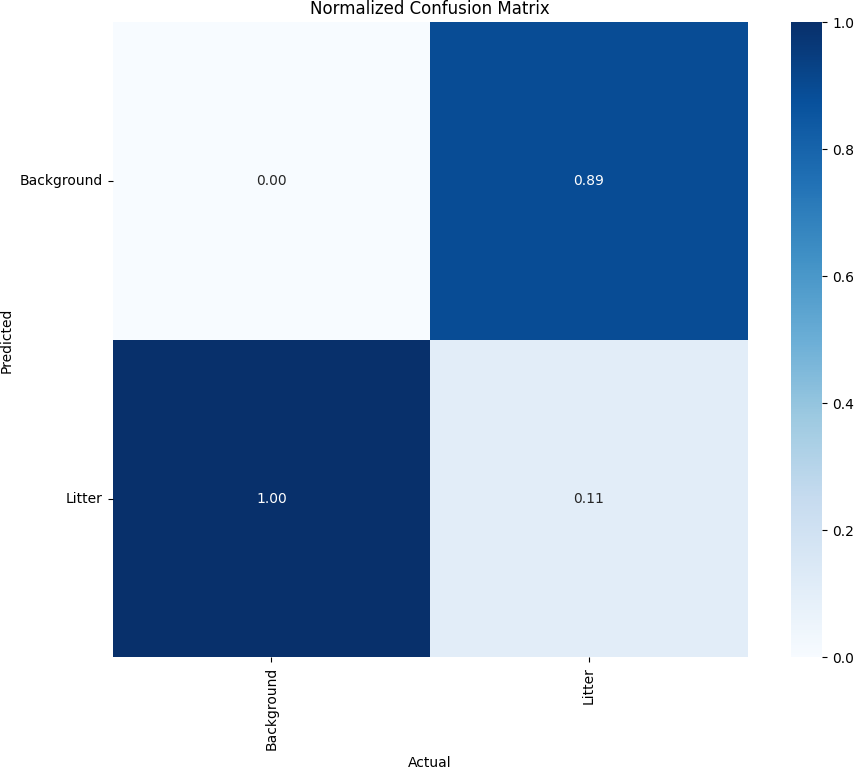 Normalized Confusion Matrix
Predicted
Background
0.00
0.89
Litter
1.00
0.11
Background
Litter
Actual
1.0
0.8
0.6
0.4
0.2
0.0